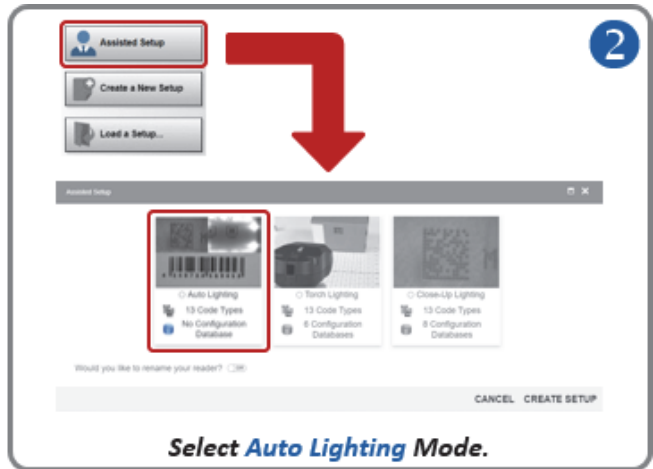 2
Assisted Setup
Create a New Setup
Load a Setup...
Assisted Setup
Auto Lighting
13 Code Types
No Configuration
Database
Torch Lighting
13 Code Types
6 Configuration
Databases
Close-Up Lighting
13 Code Types
6 Configuration
Databases
Would you like to rename your reader?
CANCEL CREATE SETUP
Select Auto Lighting Mode.